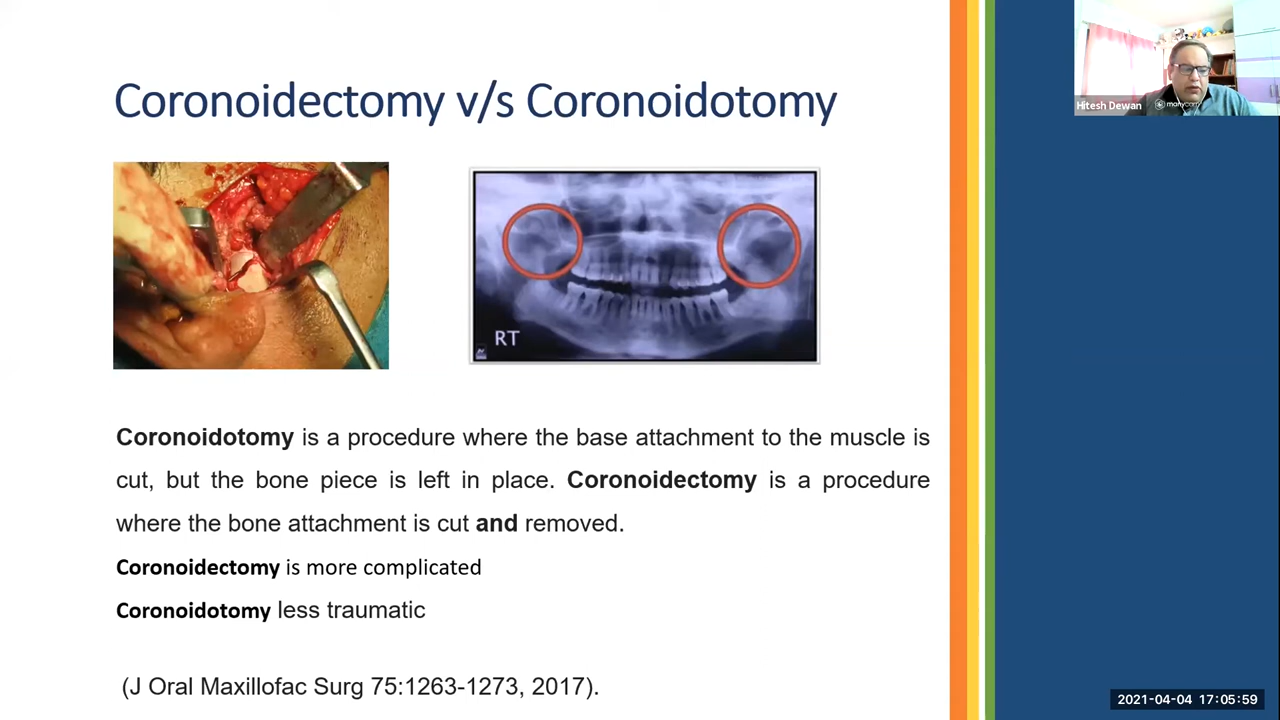 Coronoidectomy v/s Coronoidotomy
Hitesh Dewan
manycam
RT
Coronoidotomy is a procedure where the base attachment to the muscle is
cut, but the bone piece is left in place. Coronoidectomy is a procedure
where the bone attachment is cut and removed.
Coronoidectomy is more complicated
Coronoidotomy less traumatic
(J Oral Maxillofac Surg 75:1263-1273, 2017).
2021-04-04 17:05:59